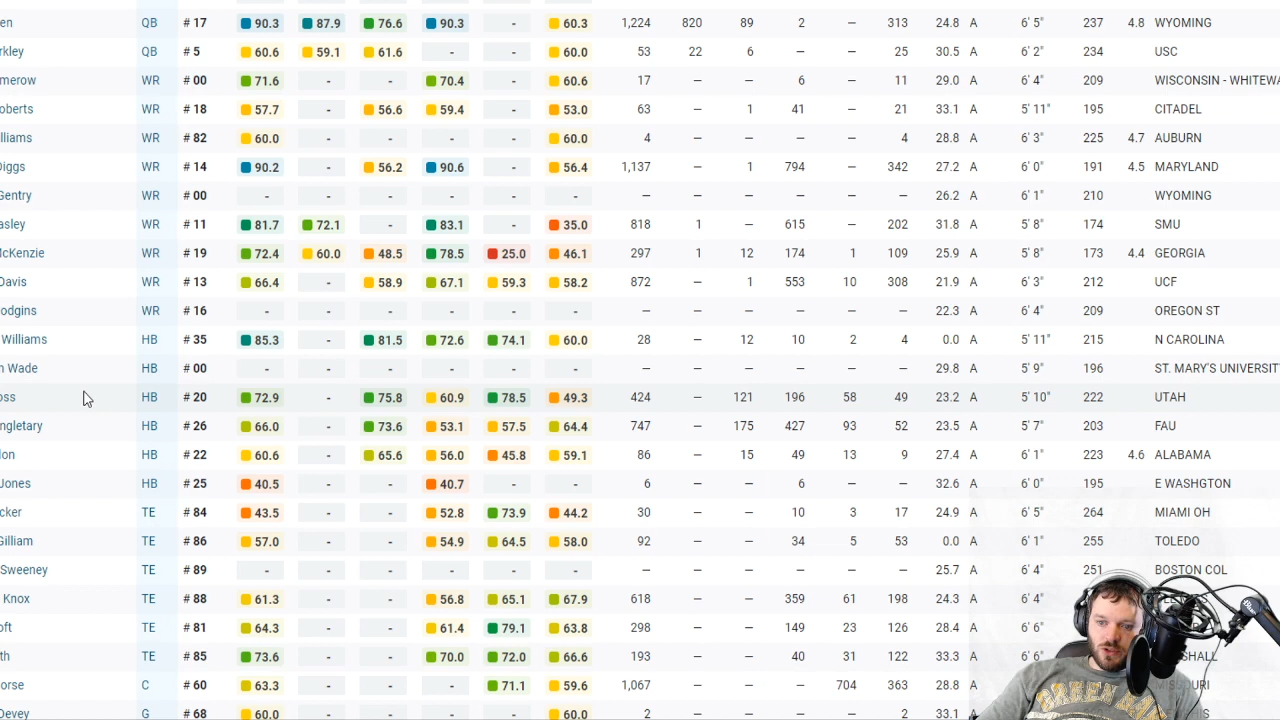 en QB # 17 90.3 87.9 76.6 90.3 - 60.3 1,224 820 89 2 — 313 24.8 A 6' 5" 237 4.8 WYOMING
rkley QB # 5 60.6 59.1 61.6 - - 60.0 53 22 6 — — 25 30.5 A 6' 2" 234 USC
merow WR # 00 71.6 - - 70.4 - 60.6 17 — — 6 — 11 29.0 A 6' 4" 209 WISCONSIN - WHITEWA
oberts WR # 18 57.7 - 56.6 59.4 - 53.0 63 — 1 41 — 21 33.1 A 5' 11" 195 CITADEL
lliams WR # 82 60.0 - - - - 60.0 4 — — — — 4 28.8 A 6' 3" 225 4.7 AUBURN
Diggs WR # 14 90.2 - 56.2 90.6 - 56.4 1,137 — 1 794 — 342 27.2 A 6' 0" 191 4.5 MARYLAND
Gentry WR # 00 - - - - - - — — — — — — 26.2 A 6' 1" 210 WYOMING
asley WR # 11 81.7 72.1 - 83.1 - 35.0 818 1 — 615 — 202 31.8 A 5' 8" 174 SMU
McKenzie WR # 19 72.4 60.0 48.5 78.5 25.0 46.1 297 1 12 174 1 109 25.9 A 5' 8" 173 4.4 GEORGIA
Davis WR # 13 66.4 - 58.9 67.1 59.3 58.2 872 — 1 553 10 308 21.9 A 6' 3" 212 UCF
odgins WR # 16 - - - - - - — — — — — — 22.3 A 6' 4" 209 OREGON ST
Williams HB # 35 85.3 - 81.5 72.6 74.1 60.0 28 — 12 10 2 4 0.0 A 5' 11" 215 N CAROLINA
n Wade HB # 00 - - - - - - — — — — — — 29.8 A 5' 9" 196 ST. MARY'S UNIVERSIT
oss HB # 20 72.9 - 75.8 60.9 78.5 49.3 424 — 121 196 58 49 23.2 A 5' 10" 222 UTAH
ngletary HB # 26 66.0 - 73.6 53.1 57.5 64.4 747 — 175 427 93 52 23.5 A 5' 7" 203 FAU
lon HB # 22 60.6 - 65.6 56.0 45.8 59.1 86 — 15 49 13 9 27.4 A 6' 1" 223 4.6 ALABAMA
Jones HB # 25 40.5 - - 40.7 - - 6 — — 6 — — 32.6 A 6' 0" 195 E WASHGTON
cker TE # 84 43.5 - - 52.8 73.9 44.2 30 — — 10 3 17 24.9 A 6' 5" 264 MIAMI OH
Gilliam TE # 86 57.0 - - 54.9 64.5 58.0 92 — — 34 5 53 0.0 A 6' 1" 255 TOLEDO
Sweeney TE # 89 - - - - - - — — — — — — 25.7 A 6' 4" 251 BOSTON COL
Knox TE # 88 61.3 - - 56.8 65.1 67.9 618 — — 359 61 198 24.3 A 6' 4"
oft TE # 81 64.3 - - 61.4 79.1 63.8 298 — — 149 23 126 28.4 A 6' 6"
th TE # 85 73.6 - - 70.0 72.0 66.6 193 — — 40 31 122 33.3 A 6' 6" SHALL
orse C # 60 63.3 - - - 71.1 59.6 1,067 — — — 704 363 28.8 A
Devey G # 68 60.0 - - - - 60.0 2 — — — — 2 33.1 A